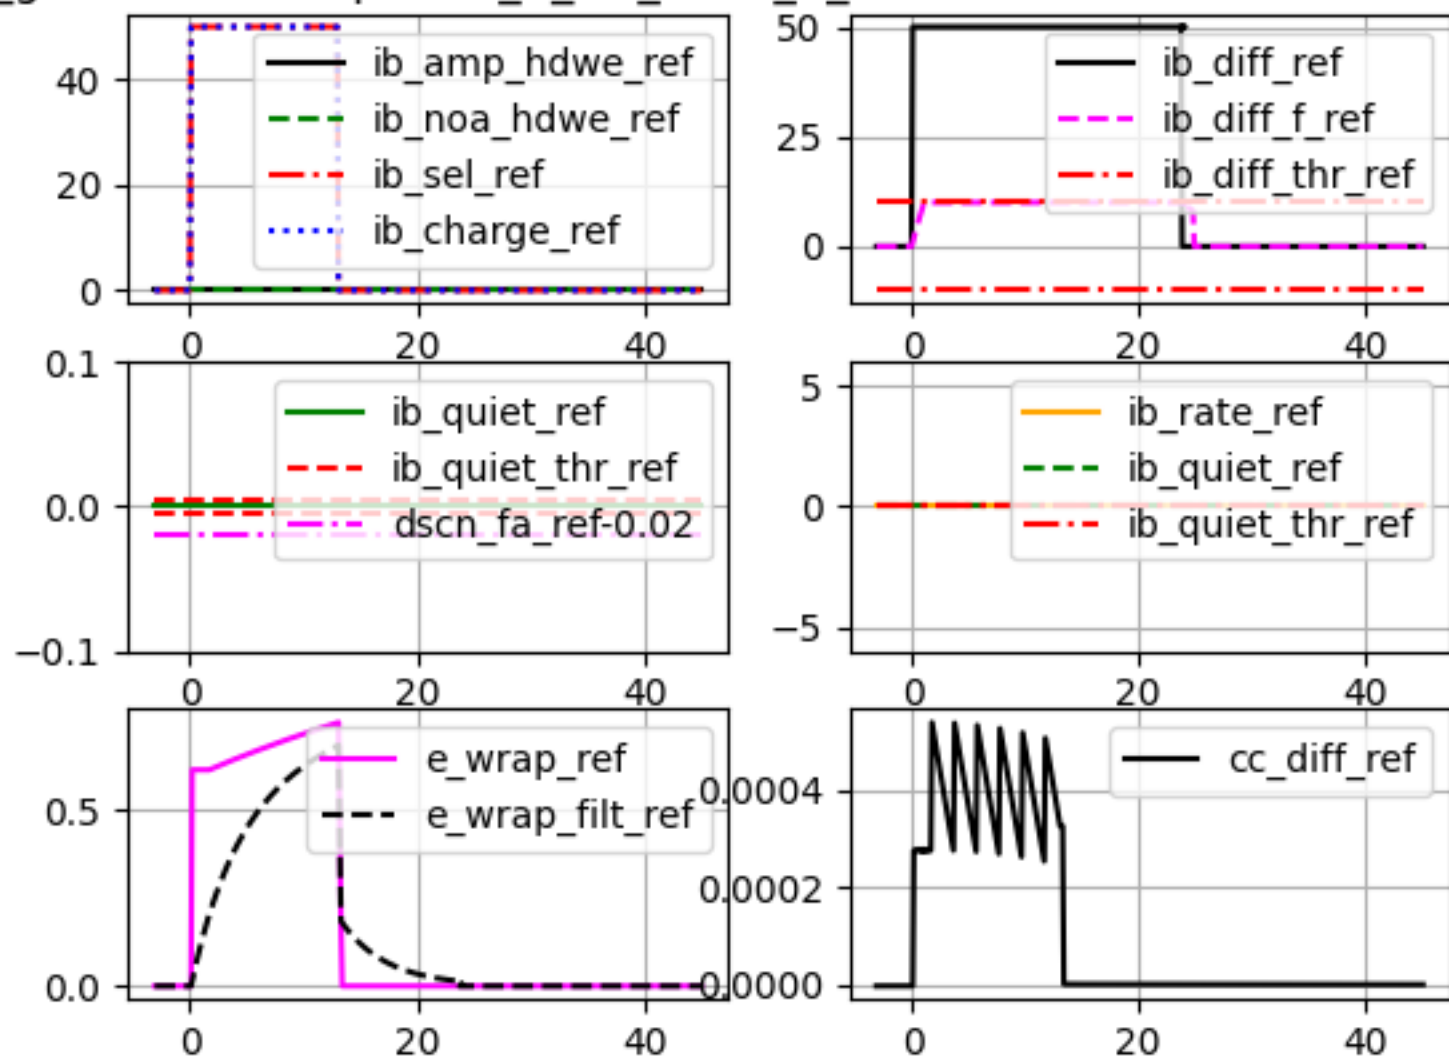 40
20
0
0
20
40
ib_amp_hdwe_ref
ib_noa_hdwe_ref
ib_sel_ref
ib_charge_ref
50
25
0
0
20
40
ib_diff_ref
ib_diff_f_ref
ib_diff_thr_ref
0.1
0.0
−0.1
0
20
40
ib_quiet_ref
ib_quiet_thr_ref
dscn_fa_ref-0.02
5
0
−5
0
20
40
ib_rate_ref
ib_quiet_ref
ib_quiet_thr_ref
0.5
0.0
0
20
40
e_wrap_ref
e_wrap_filt_ref
0.0004
0.0002
0.0000
0
20
40
cc_diff_ref